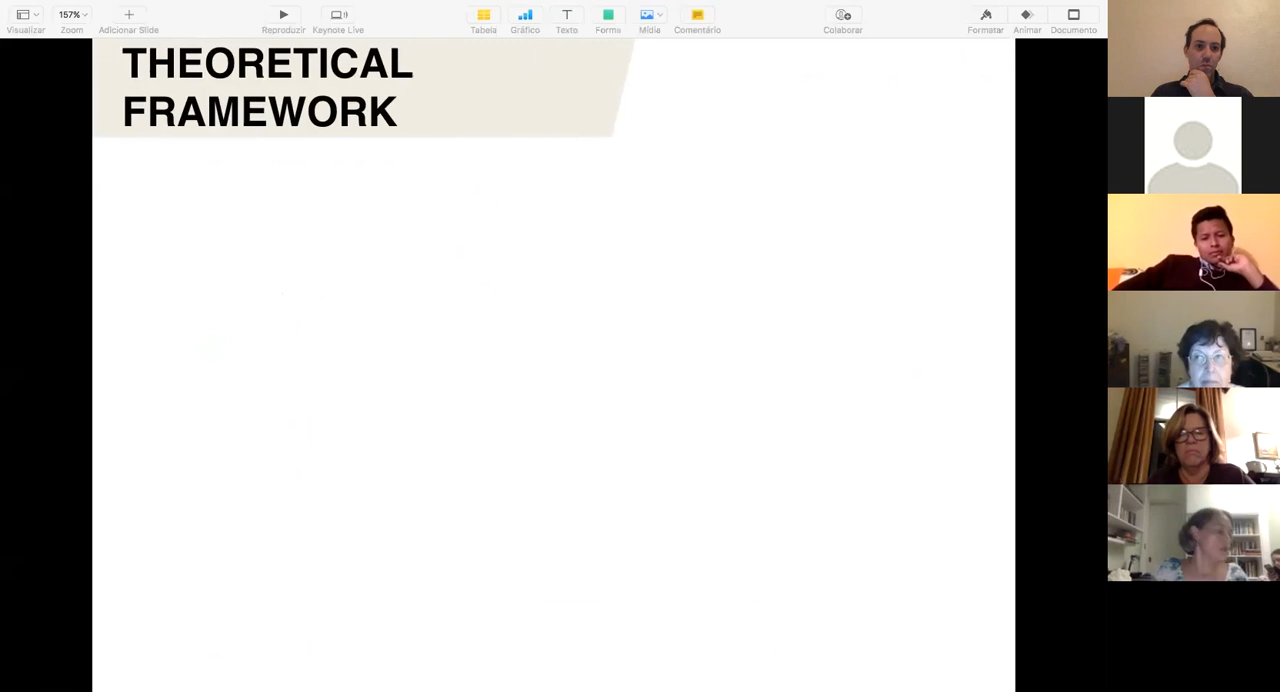 157%
Visualizar
Zoom
Adicionar Slide
Reproduzir
Keynote Live
Tabela
Gráfico
Texto
Forma
Mídia
Comentário
Colaborar
Formatar
Animar
Documento
THEORETICAL
FRAMEWORK